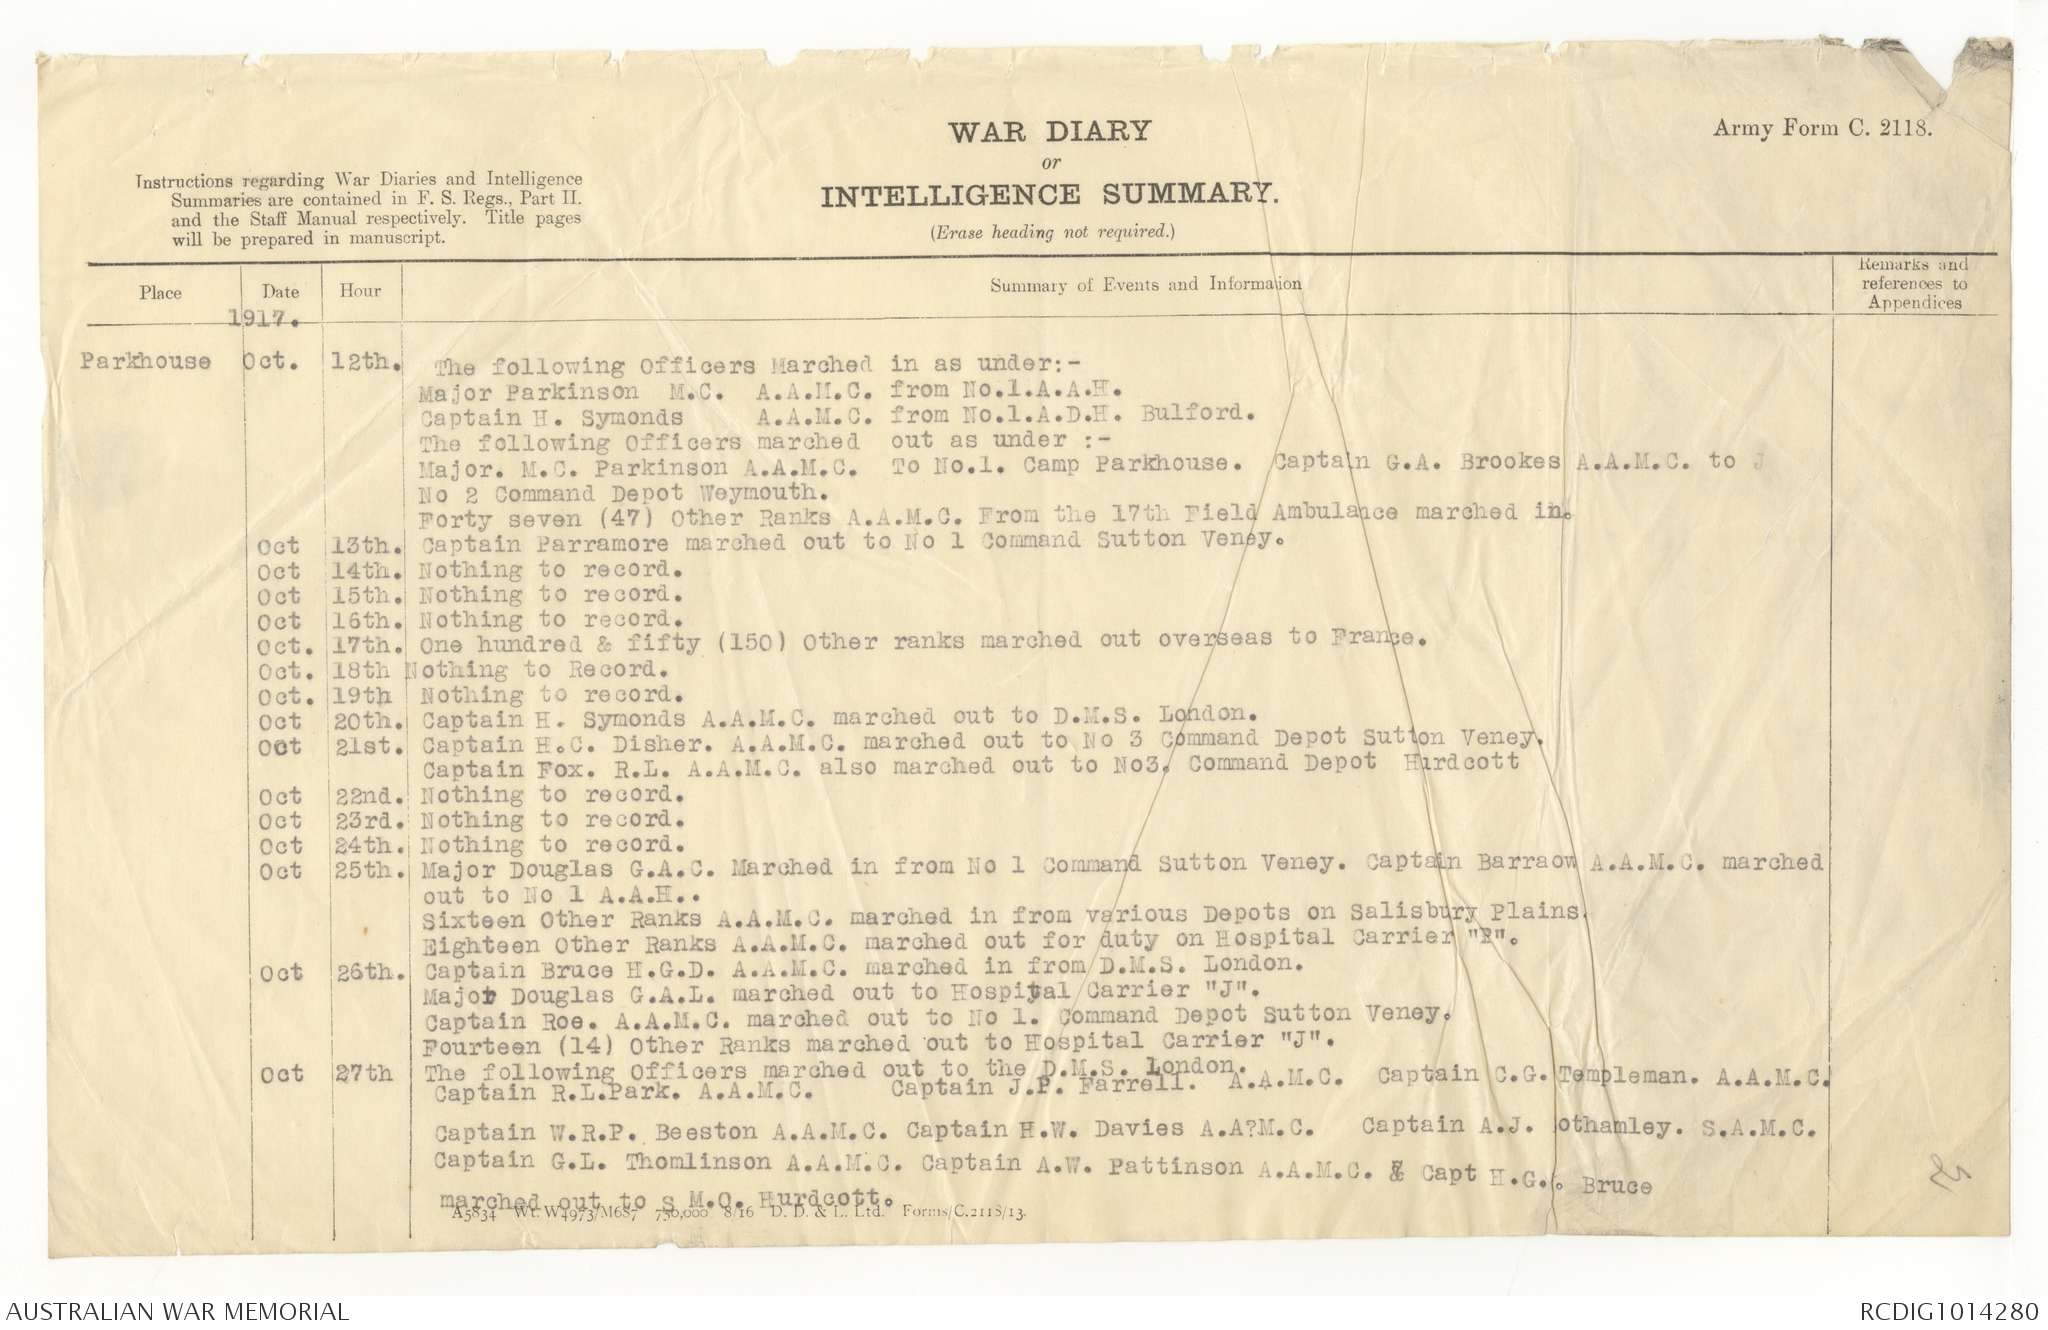 WAR DIARY
or
INTELLIGENCE SUMMARY.
(Erase heading not required.)
Army Form C. 2118.
Instructions regarding War Diaries and Intelligence
Summaries are contained in F. S. Regs., Part II.
and the Staff Manual respectively. Title pages
will be prepared in manuscript.
Place Date Hour Summary of Events and Information Remarks and
references to
Appendices
1917.
Parkhouse Oct. 12th. The following Officers Marched in as under:-
Major Parkinson M.C. A.A.M.C. from No.1.A.A.H.
Captain H. Symonds A.A.M.C. from No.1.A.D.H. Bulford.
The following Officers marched out as under :-
Major. M.C. Parkinson A.A.M.C. To No.1. Camp Parkhouse. Captain G.A. Brookes A.A.M.C. to J
No 2 Command Depot Weymouth.
Forty seven (47) Other Ranks A.A.M.C. From the 17th Field Ambulance marched in.
Oct 13th. Captain Parramore marched out to No 1 Command Sutton Veney.
Oct 14th. Nothing to record.
Oct 15th. Nothing to record.
Oct 16th. Nothing to record.
Oct. 17th. One hundred & fifty (150) Other ranks marched out overseas to France.
Oct. 18th Nothing to Record.
Oct. 19th Nothing to record.
Oct 20th. Captain H. Symonds A.A.M.C. marched out to D.M.S. London.
Oct 21st. Captain H.C. Disher. A.A.M.C. marched out to No 3 Command Depot Sutton Veney.
Captain Fox. R.L. A.A.M.C. also marched out to No3. Command Depot Hurdcott
Oct 22nd. Nothing to record.
Oct 23rd. Nothing to record.
Oct 24th. Nothing to record.
Oct 25th. Major Douglas G.A.C. Marched in from No 1 Command Sutton Veney. Captain Barraow A.A.M.C. marched
out to No 1 A.A.H..
Sixteen Other Ranks A.A.M.C. marched in from various Depots on Salisbury Plains.
Eighteen Other Ranks A.A.M.C. marched out for duty on Hospital Carrier
Oct 26th. Captain Bruce H.G.D. A.A.M.C. marched in from D.M.S. London.
Major Douglas G.A.L. marched out to Hospital Carrier "J".
Captain Roe. A.A.M.C. marched out to No 1. Command Depot Sutton Veney.
Fourteen (14) Other Ranks marched out to Hospital Carrier "J".
Oct 27th The following Officers marched out to the D.M.S. London.
Captain R.L.Park. A.A.M.C. Captain J.P. Farrell. A.A.M.C. Captain C.G. Templeman. A.A.M.C.
Captain W.R.P. Beeston A.A.M.C. Captain H.W. Davies A.A?M.C. Captain A.J. othamley. S.A.M.C.
Captain G.L. Thomlinson A.A.M.C. Captain A.W. Pattinson A.A.M.C. & Capt H.G.. Bruce
marched out to S M.O. Hurdcott.
A5834 Wt. W4973/M687 750,000 8/16 D. D. & L. Ltd. Forms/C.2118/13.
AUSTRALIAN WAR MEMORIAL
RCDIG1014280